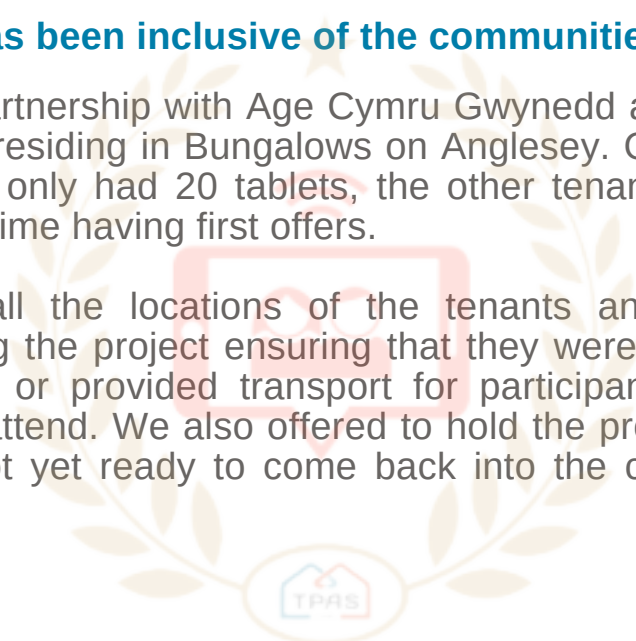 as been inclusive of the communitie
artnership with Age Cymru Gwynedd a
residing in Bungalows on Anglesey.
only had 20 tablets, the other tenan
ime having first offers.
all the locations of the tenants an
g the project ensuring that they were
or provided transport for participan
attend. We also offered to hold the pr
t yet ready to come back into the
TPAS